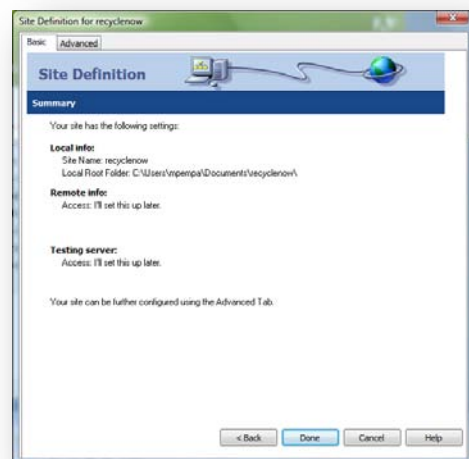 Site Definition for recyclenow
Basic Advanced
Site Definition
Summary
Your site has the following settings:
Local info:
Site Name: recyclenow
Local Root Folder: C:\Users\mpempa\Documents\recyclenow\
Remote info:
Access: I'll set this up later.
Testing server:
Access: I'll set this up later.
Your site can be further configured using the Advanced Tab.
< Back Done Cancel Help